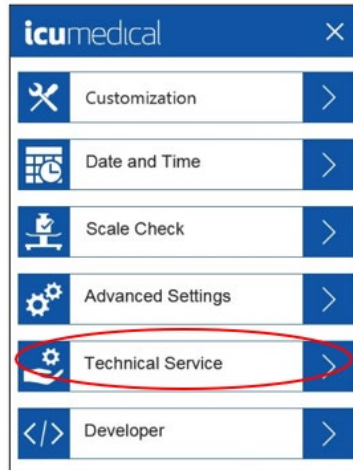 icumedical
Customization
Date and Time
Scale Check
Advanced Settings
Technical Service
Developer